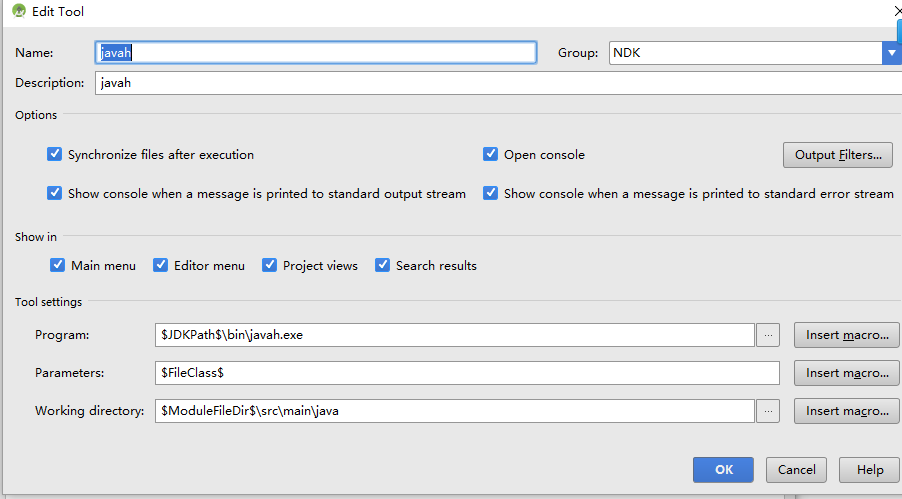 Edit Tool
Name: javah Group: NDK
Description: javah
Options
Synchronize files after execution Open console Output Filters...
Show console when a message is printed to standard output stream Show console when a message is printed to standard error stream
Show in
Main menu Editor menu Project views Search results
Tool settings
Program: $JDKPath$\bin\javah.exe ... Insert macro...
Parameters: $FileClass$ Insert macro...
Working directory: $ModuleFileDir$\src\main\java ... Insert macro...
OK Cancel Help